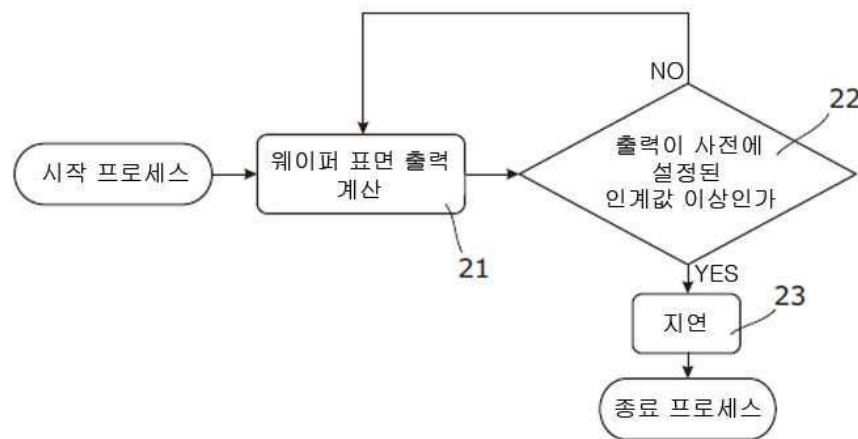 시작 프로세스
웨이퍼 표면 출력
계산
21
NO
출력이 사전에
설정된
인계값 이상인가
22
YES
지연
23
종료 프로세스